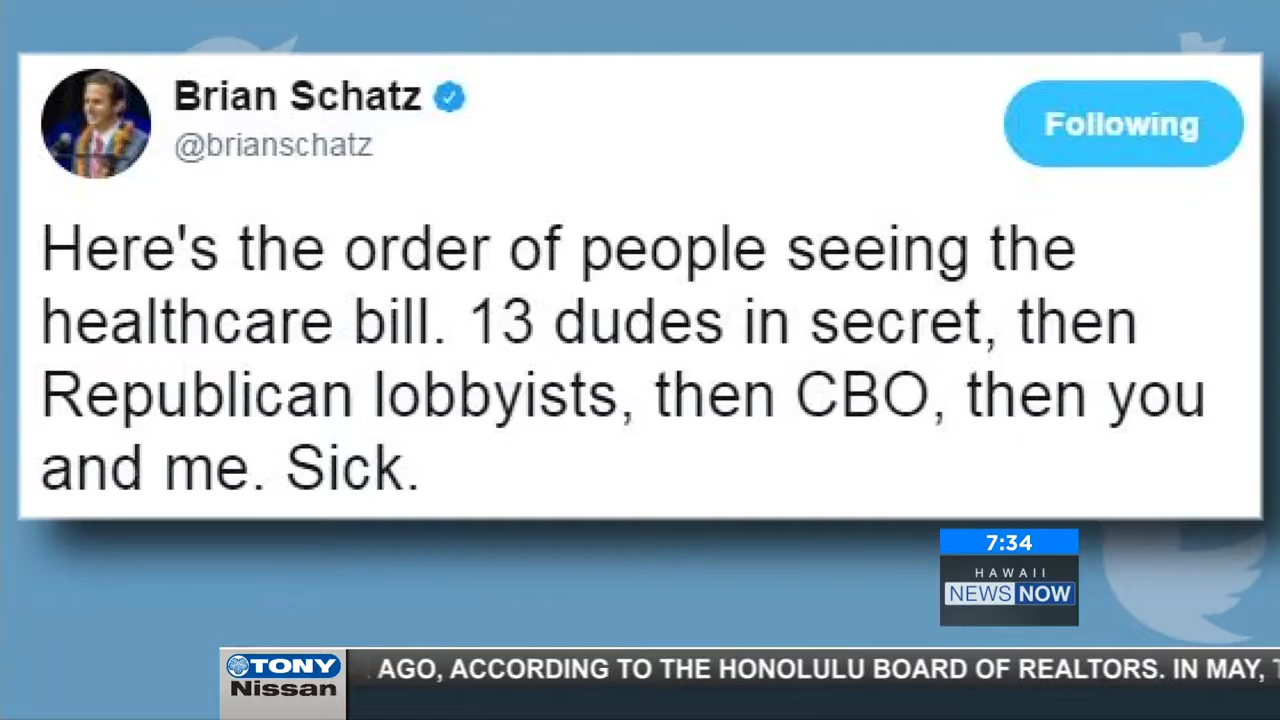 Brian Schatz
@brianschatz
Following
Here's the order of people seeing the
healthcare bill. 13 dudes in secret, then
Republican lobbyists, then CBO, then you
and me. Sick.
7:34
HAWAII
NEWS NOW
TONY
Nissan
AGO, ACCORDING TO THE HONOLULU BOARD OF REALTORS. IN MAY,